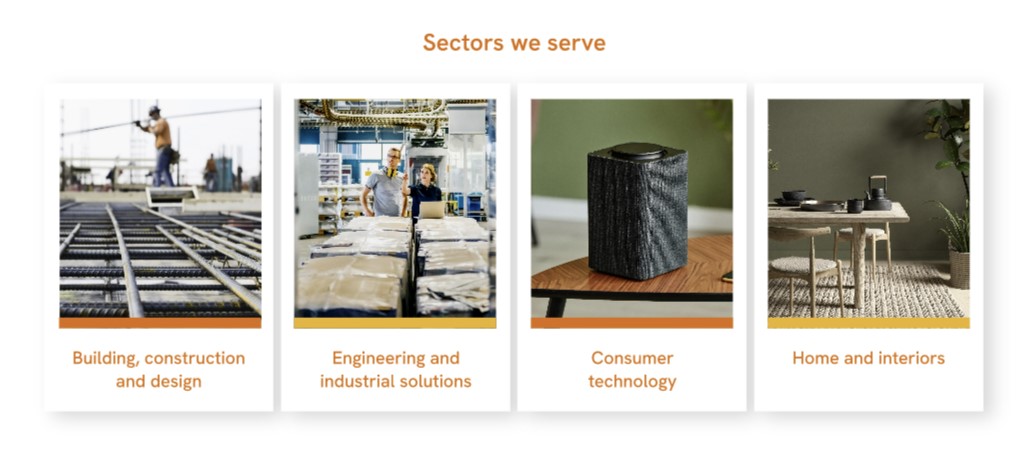 Sectors we serve
Building, construction
and design
Engineering and
industrial solutions
Consumer
technology
Home and interiors